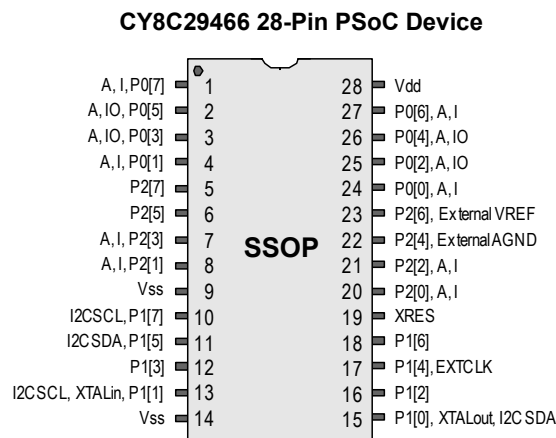 CY8C29466 28-Pin PSoC Device
A, I, P0[7] 1 28 Vdd
A, IO, P0[5] 2 27 P0[6], A, I
A, IO, P0[3] 3 26 P0[4], A, IO
A, I, P0[1] 4 25 P0[2], A, IO
P2[7] 5 24 P0[0], A, I
P2[5] 6 23 P2[6], External VREF
A, I, P2[3] 7 SSOP 22 P2[4], External AGND
A, I, P2[1] 8 21 P2[2], A, I
Vss 9 20 P2[0], A, I
I2CSCL, P1[7] 10 19 XRES
I2CSDA, P1[5] 11 18 P1[6]
P1[3] 12 17 P1[4], EXTCLK
I2CSCL, XTALin, P1[1] 13 16 P1[2]
Vss 14 15 P1[0], XTALout, I2CSDA